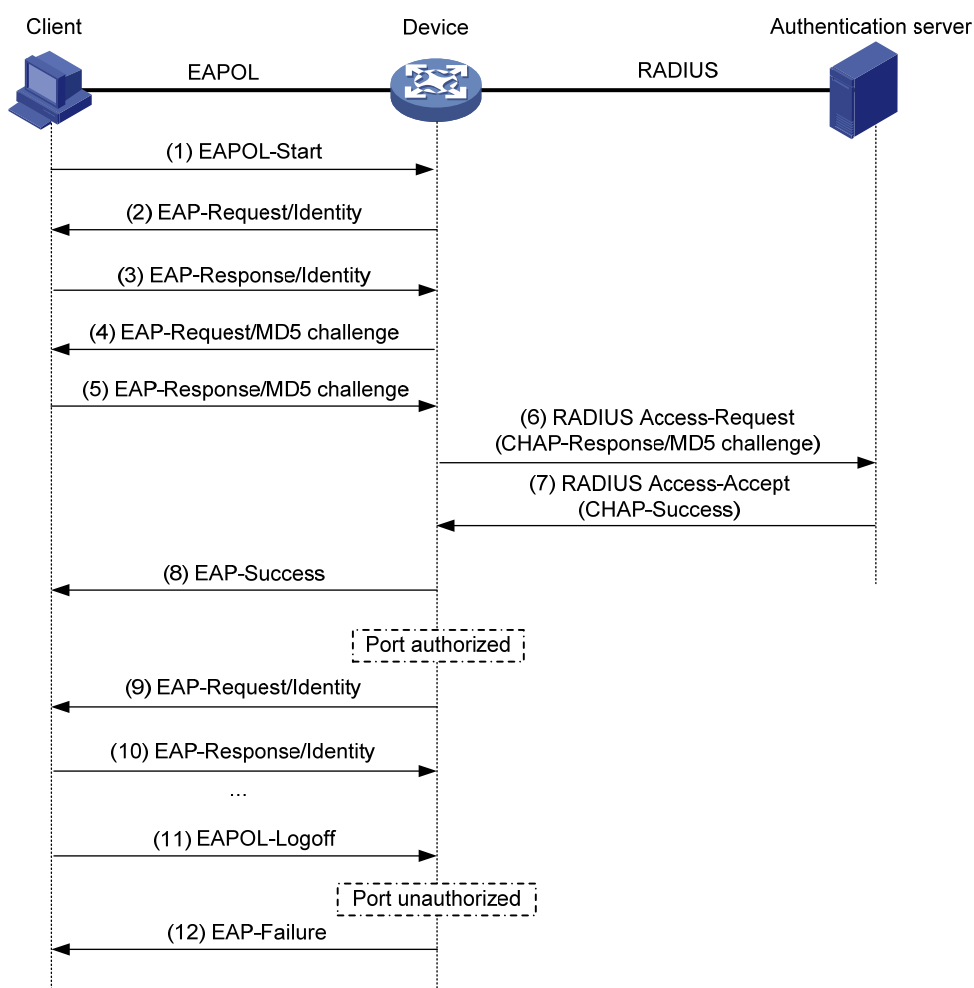 Client
Device
Authentication server
EAPOL
RADIUS
(1) EAPOL-Start
(2) EAP-Request/Identity
(3) EAP-Response/Identity
(4) EAP-Request/MD5 challenge
(5) EAP-Response/MD5 challenge
(6) RADIUS Access-Request
(CHAP-Response/MD5 challenge)
(7) RADIUS Access-Accept
(CHAP-Success)
(8) EAP-Success
Port authorized
(9) EAP-Request/Identity
(10) EAP-Response/Identity
...
(11) EAPOL-Logoff
Port unauthorized
(12) EAP-Failure